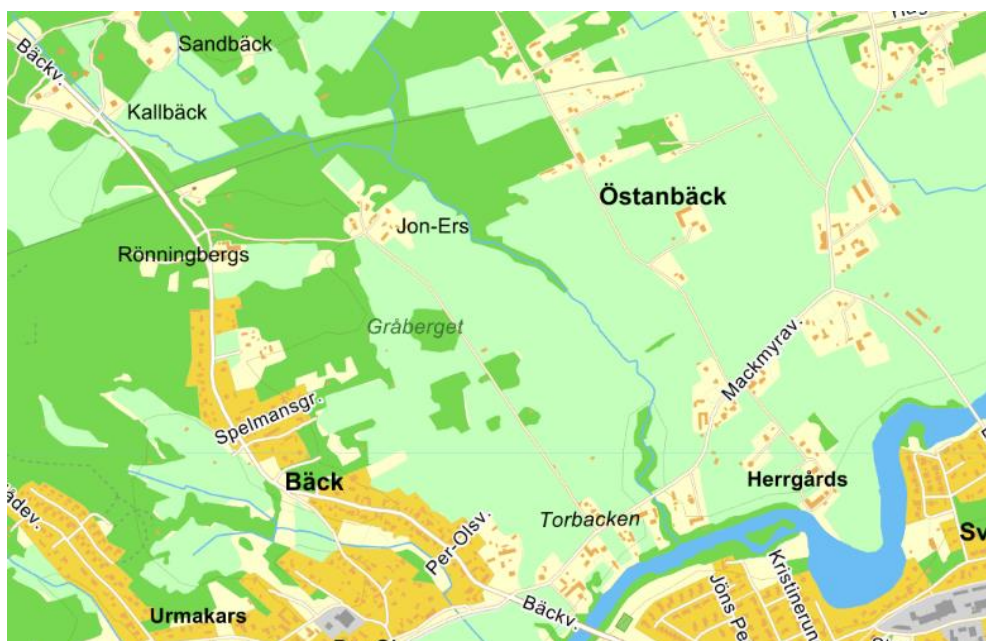 Sandbäck
Bäckv.
Kallbäck
Östanbäck
Jon-Ers
Rönningbergs
Gråberget
Mackmyrav.
Spelmansgr.
Bäck
Herrgårds
Torbacken
Per-Olsv.
Jöns Pe
Kristinerun
Bäckv.
Urmakars